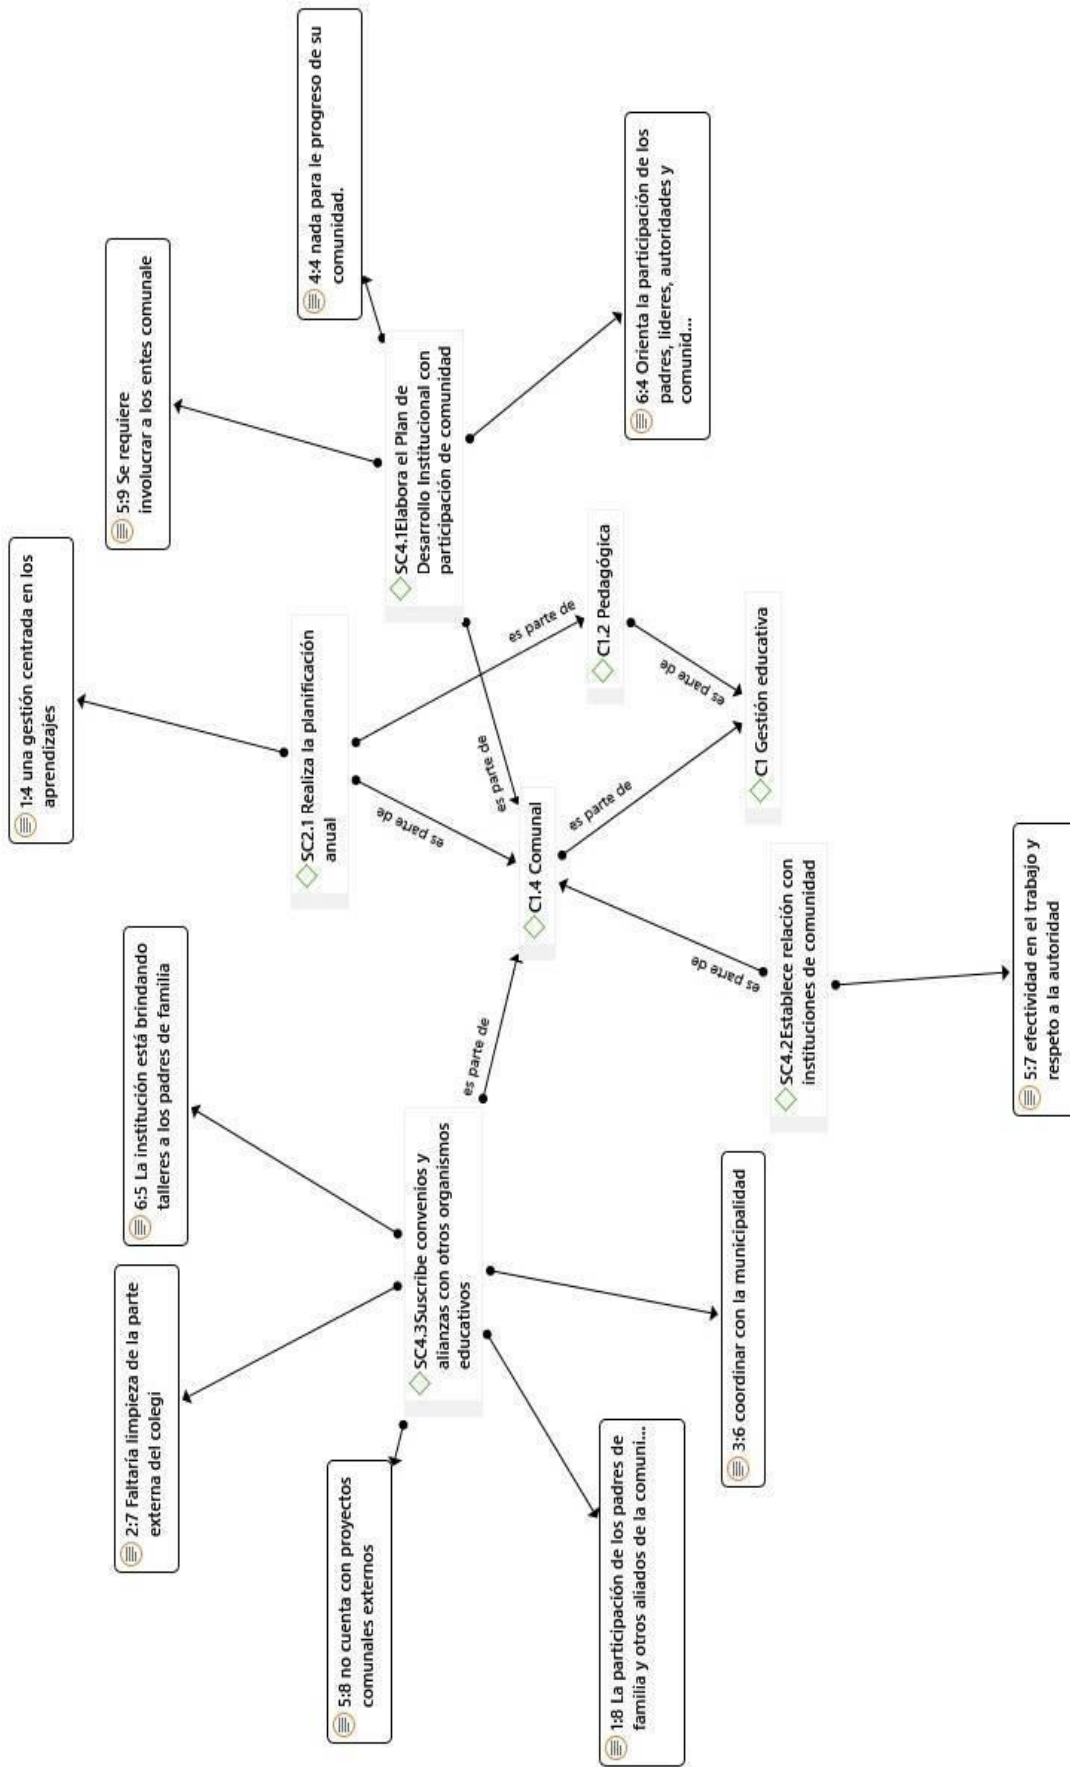 2:7 Faltaría limpieza de la parte
externa del colegi
6:5 La institución está brindando
talleres a los padres de familia
1:4 una gestión centrada en los
aprendizajes
5:9 Se requiere
involucrar a los entes comunale
4:4 nada para le progreso de su
comunidad.
5:8 no cuenta con proyectos
comunales externos
SC4.3Suscribe convenios y
alianzas con otros organismos
educativos
es parte de
SC2.1 Realiza la planificación
anual
es parte de
es parte de
SC4.1Elabora el Plan de
Desarrollo Institucional con
participación de comunidad
es parte de
C1.4 Comunal
es parte de
C1.2 Pedagógica
es parte de
6:4 Orienta la participación de los
padres, lideres, autoridades y
comunid...
1:8 La participación de los padres de
familia y otros aliados de la comuni...
3:6 coordinar con la municipalidad
es parte de
SC4.2Establece relación con
instituciones de comunidad
C1 Gestión educativa
5:7 efectividad en el trabajo y
respeto a la autoridad